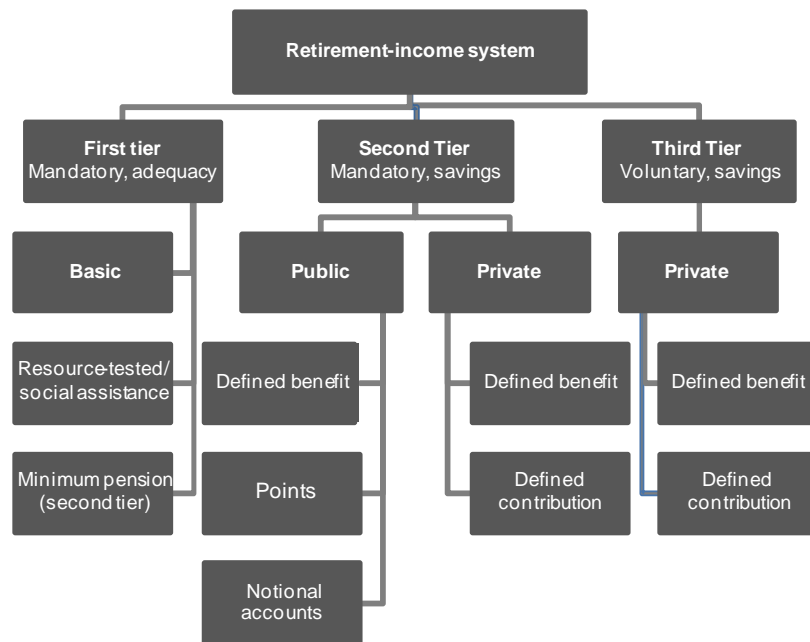 Retirement-income system
First tier
Mandatory, adequacy
Second Tier
Mandatory, savings
Third Tier
Voluntary, savings
Basic
Public
Private
Private
Resource-tested/
social assistance
Defined benefit
Defined benefit
Defined benefit
Minimum pension
(second tier)
Points
Defined
contribution
Defined
contribution
Notional
accounts